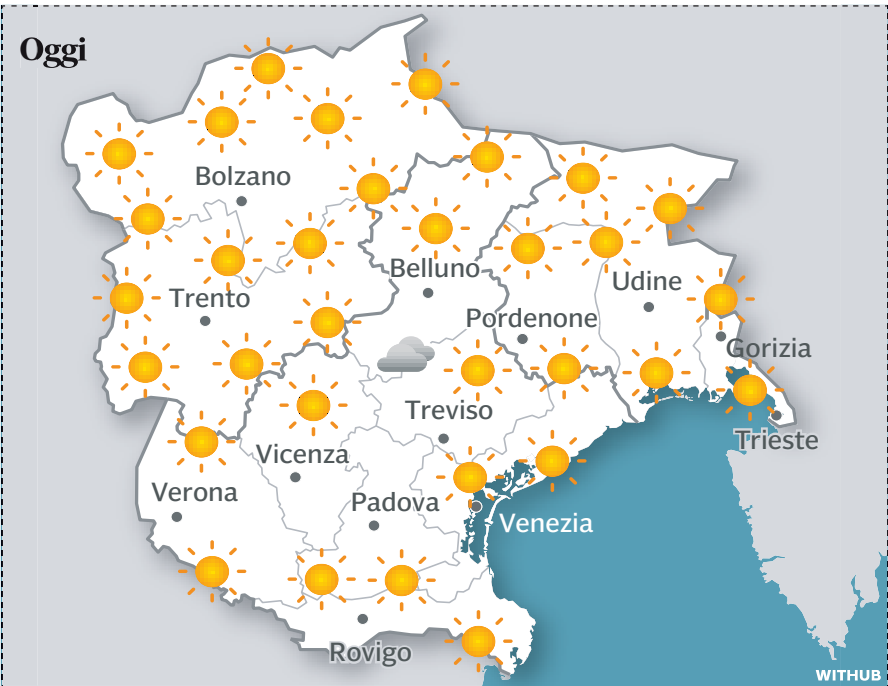 Oggi
Bolzano
Belluno
Trento
Udine
Pordenone
Gorizia
Treviso
Trieste
Vicenza
Verona
Padova
Venezia
Rovigo
WITHUB